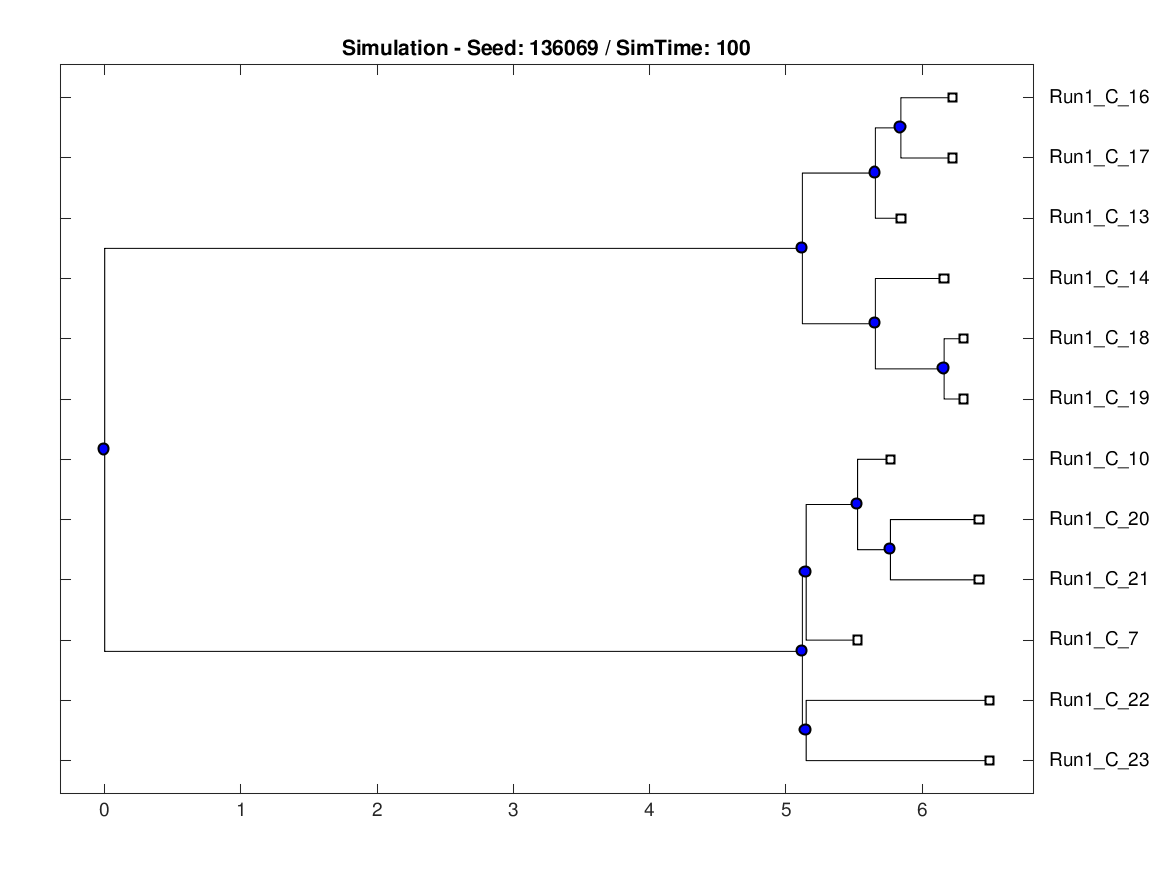 Simulation - Seed: 136069 / SimTime: 100
Run1_C_16
Run1_C_17
Run1_C_13
Run1_C_14
Run1_C_18
Run1_C_19
Run1_C_10
Run1_C_20
Run1_C_21
Run1_C_7
Run1_C_22
Run1_C_23
0 1 2 3 4 5 6